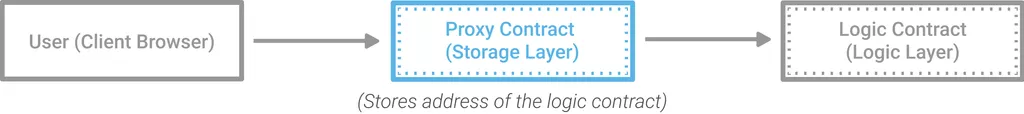 User (Client Browser)
Proxy Contract
(Storage Layer)
Logic Contract
(Logic Layer)
(Stores address of the logic contract)